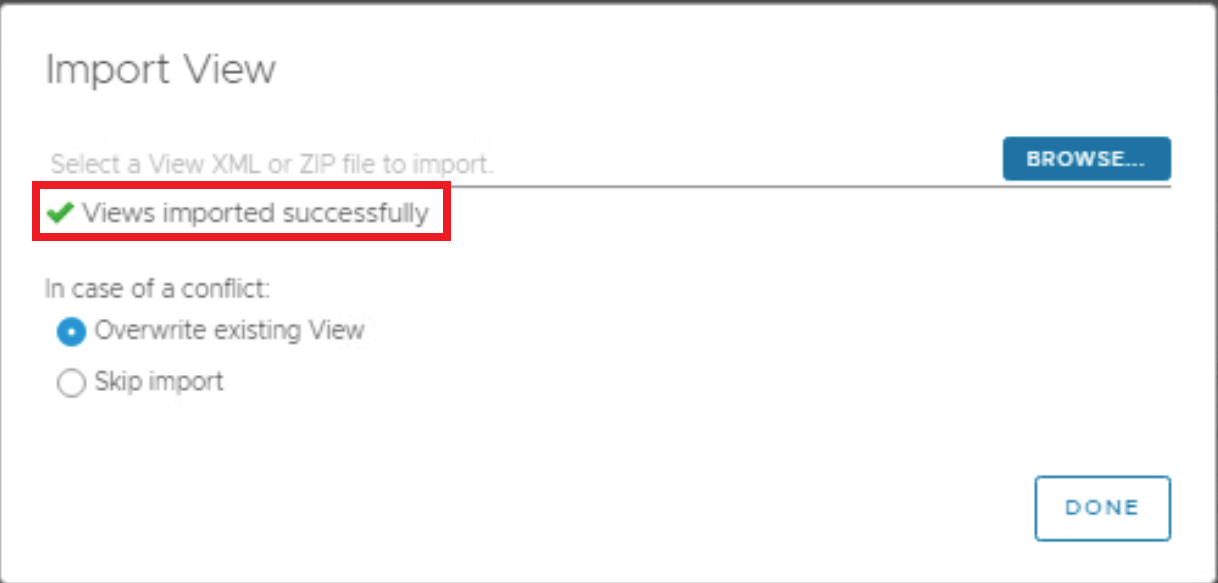 Import View
Select a View XML or ZIP file to import.
BROWSE...
Views imported successfully
In case of a conflict:
Overwrite existing View
Skip import
DONE